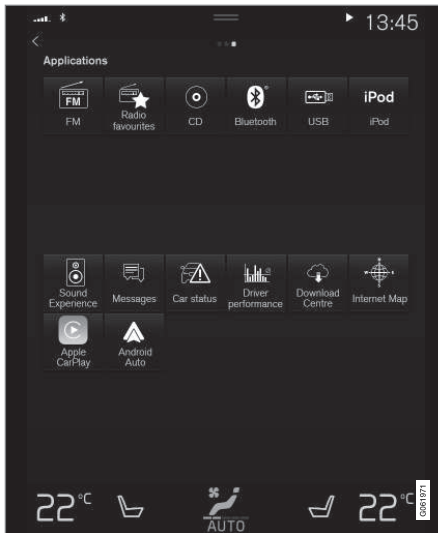 13:45
Applications
FM
FM
Radio
favourites
CD
Bluetooth
USB
iPod
iPod
Sound
Experience
Messages
Car status
Driver
performance
Download
Centre
Internet Map
Apple
CarPlay
Android
Auto
22°C
AUTO
22°C
G061971